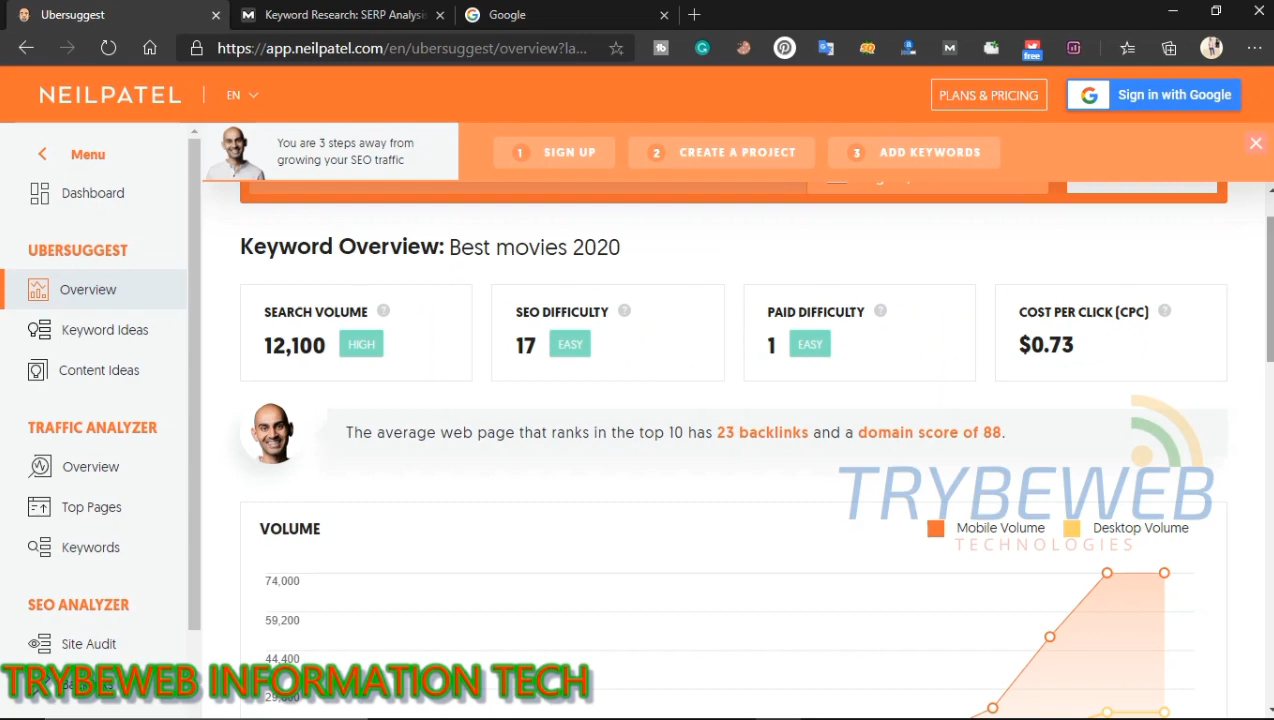 Ubersuggest
Keyword Research: SERP Analysis
Google
https://app.neilpatel.com/en/ubersuggest/overview?la...
free
NEILPATEL
EN
PLANS & PRICING
Sign in with Google
Menu
Dashboard
UBERSUGGEST
Overview
Keyword Ideas
Content Ideas
TRAFFIC ANALYZER
Overview
Top Pages
Keywords
SEO ANALYZER
Site Audit
You are 3 steps away from
growing your SEO traffic
1 SIGN UP
2 CREATE A PROJECT
3 ADD KEYWORDS
Keyword Overview: Best movies 2020
SEARCH VOLUME ?
12,100 HIGH
SEO DIFFICULTY ?
17 EASY
PAID DIFFICULTY ?
1 EASY
COST PER CLICK (CPC) ?
$0.73
The average web page that ranks in the top 10 has 23 backlinks and a domain score of 88.
TRYBEWEB
TECHNOLOGIES
VOLUME
Mobile Volume
Desktop Volume
74,000
59,200
44,400
TRYBEWEB INFORMATION TECH